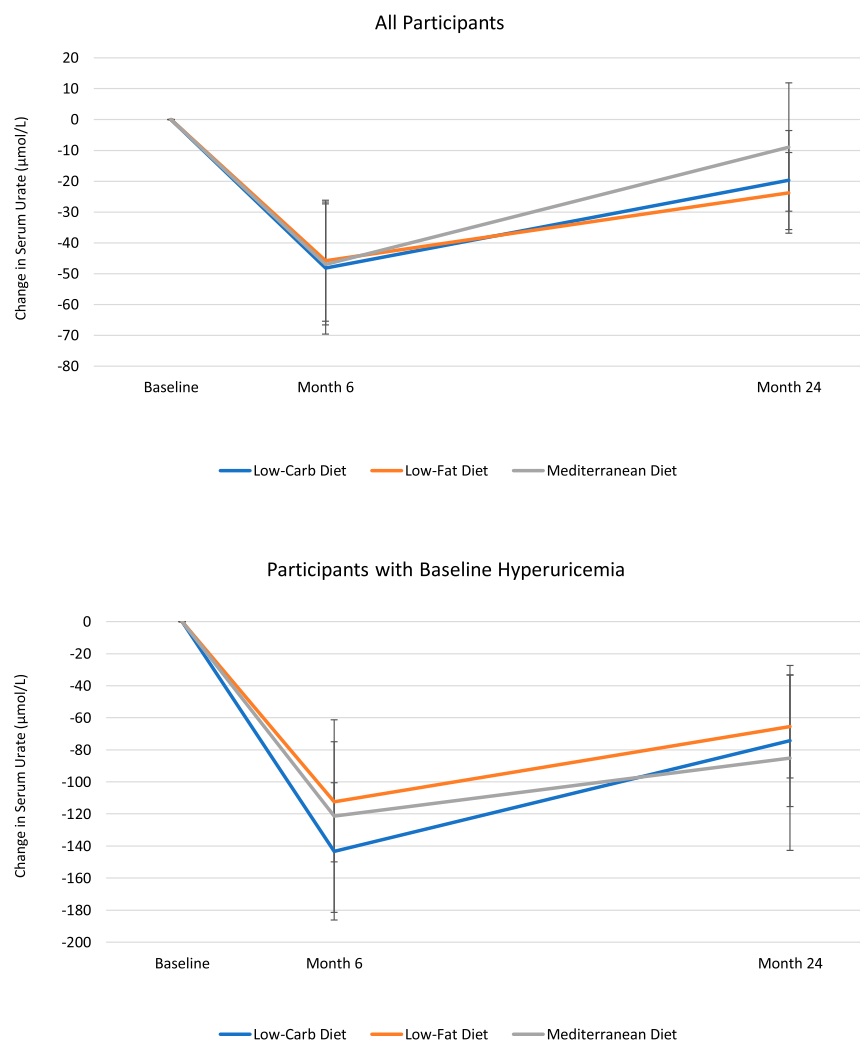 All Participants
Change in Serum Urate (µmol/L)
20
10
0
-10
-20
-30
-40
-50
-60
-70
-80
Baseline Month 6 Month 24
Low-Carb Diet Low-Fat Diet Mediterranean Diet
Participants with Baseline Hyperuricemia
Change in Serum Urate (µmol/L)
0
-20
-40
-60
-80
-100
-120
-140
-160
-180
-200
Baseline Month 6 Month 24
Low-Carb Diet Low-Fat Diet Mediterranean Diet